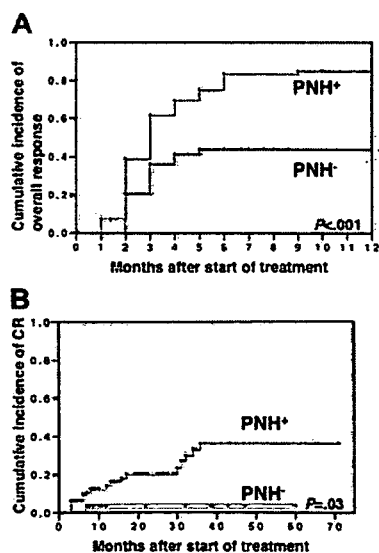 A
Cumulative incidence of
overall response
1.0
0.8
0.6
0.4
0.2
0.0
PNH+
PNH-
P<.001
0 1 2 3 4 5 6 7 8 9 10 11 12
Months after start of treatment
B
Cumulative incidence of CR
1.0
0.8
0.6
0.4
0.2
0.0
PNH+
PNH-
P=.03
0 10 20 30 40 50 60 70
Months after start of treatment